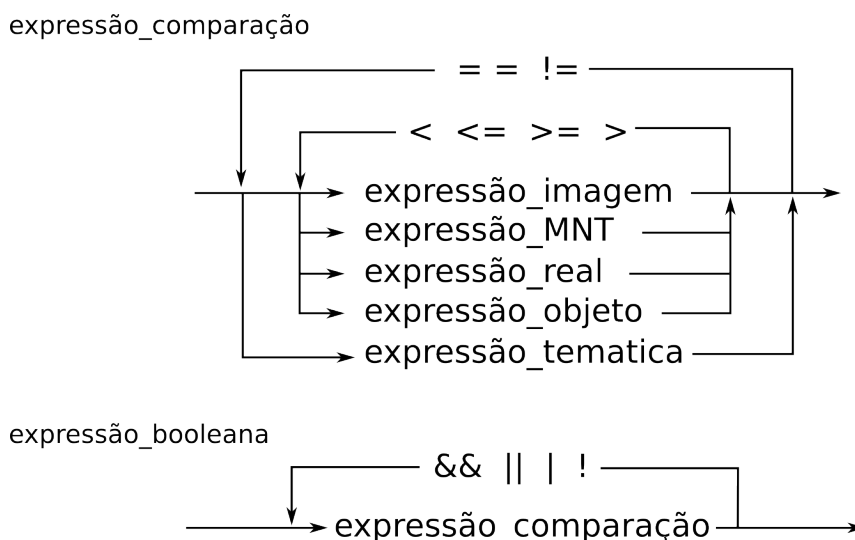 expressão_comparação
= = !=
< <= >= >
expressão_imagem
expressão_MNT
expressão_real
expressão_objeto
expressão_tematica
expressão_booleana
&& || | !
expressão_comparação